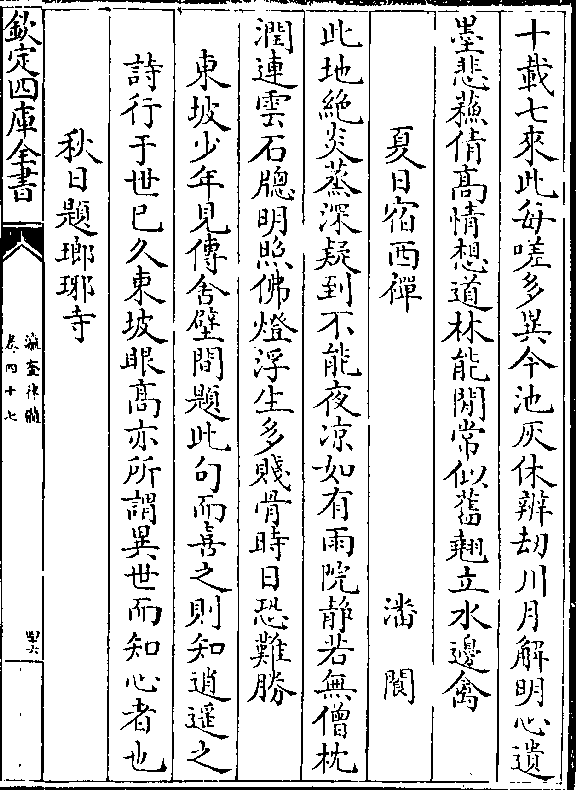 十載七來此每嗟多異今池灰休辨劫川月解明心遺
墨悲蘓倩髙情想道林能閒常似舊翹立水邊禽
夏日宿西禪　潘閬
此地絶炎蒸深疑到不能夜凉如有雨院静若無僧枕
潤連雲石牕明照佛燈浮生多賤骨時日恐難勝
東坡少年見傳舍壁間題此句而喜之則知逍遥之
詩行于世已久東坡眼髙亦所謂異世而知心者也
秋日題瑯琊寺
欽定四庫全書
瀛奎律髓
卷四十七